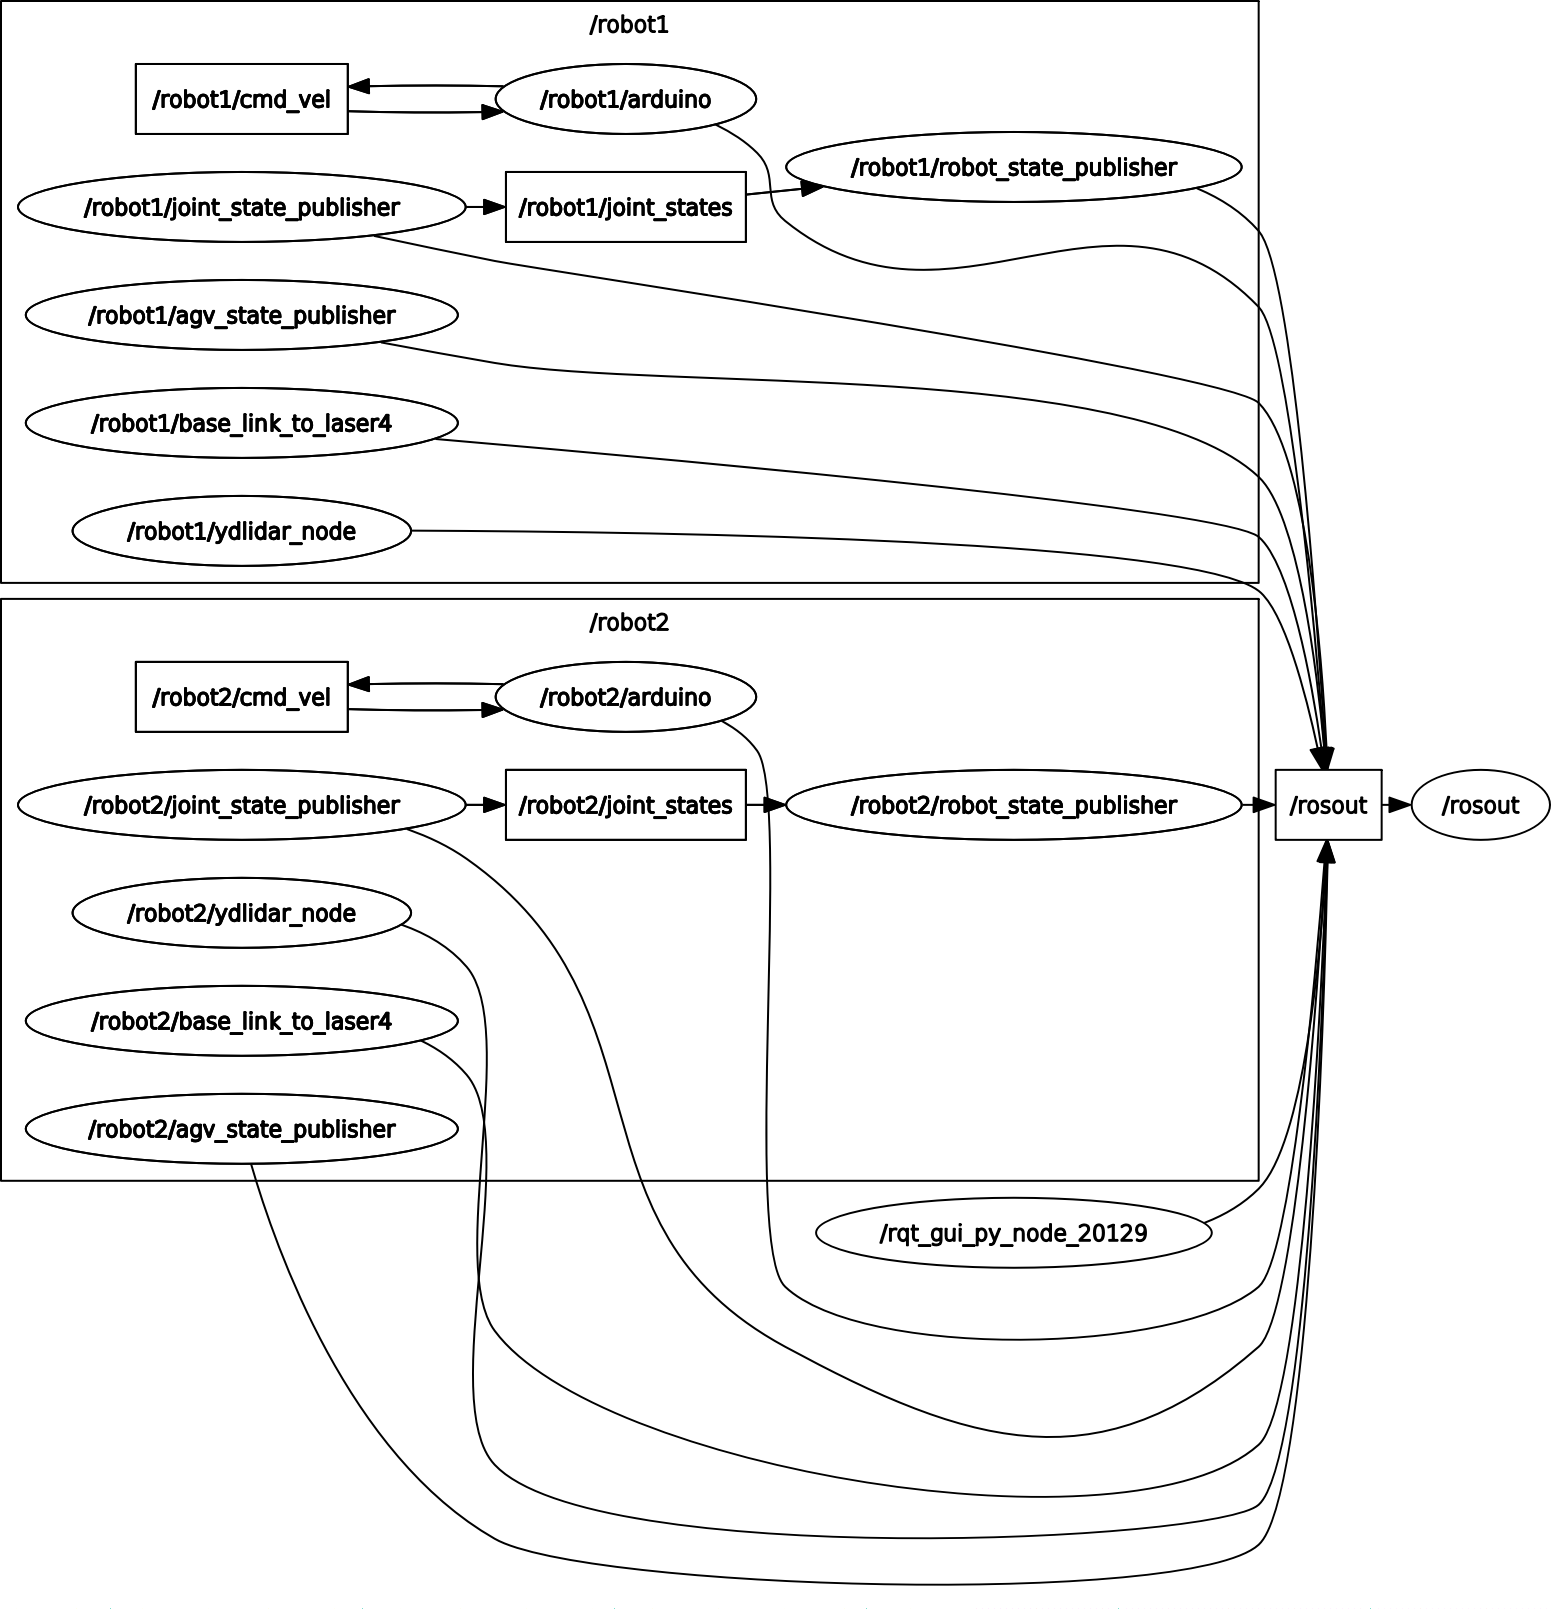 /robot1
/robot1/cmd_vel
/robot1/arduino
/robot1/robot_state_publisher
/robot1/joint_state_publisher
/robot1/joint_states
/robot1/agv_state_publisher
/robot1/base_link_to_laser4
/robot1/ydlidar_node
/robot2
/robot2/cmd_vel
/robot2/arduino
/robot2/joint_state_publisher
/robot2/joint_states
/robot2/robot_state_publisher
/rosout
/rosout
/robot2/ydlidar_node
/robot2/base_link_to_laser4
/robot2/agv_state_publisher
/rqt_gui_py_node_20129